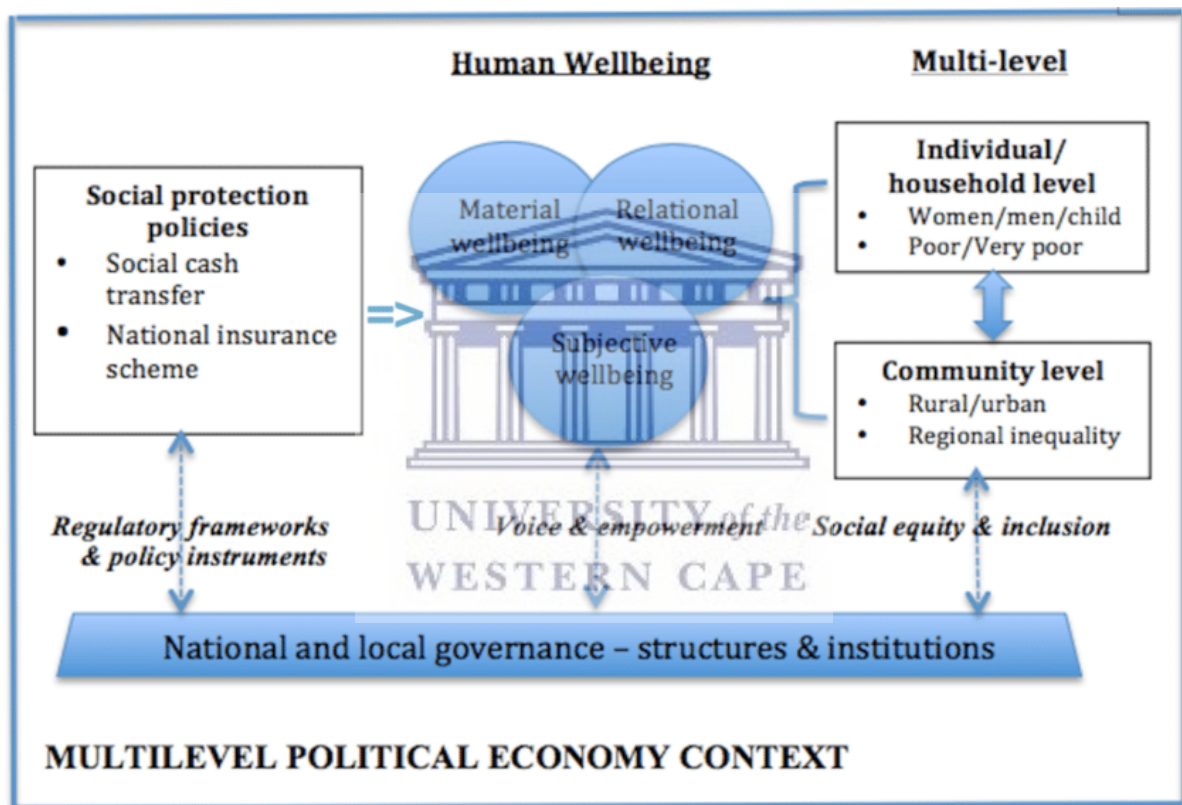 Human Wellbeing
Multi-level
Social protection
policies
• Social cash
transfer
• National insurance
scheme
=>
Material
wellbeing
Relational
wellbeing
Subjective
wellbeing
Individual/
household level
• Women/men/child
• Poor/Very poor
Community level
• Rural/urban
• Regional inequality
Regulatory frameworks
& policy instruments
Voice & empowerment
Social equity & inclusion
UNIVERSITY of the
WESTERN CAPE
National and local governance – structures & institutions
MULTILEVEL POLITICAL ECONOMY CONTEXT